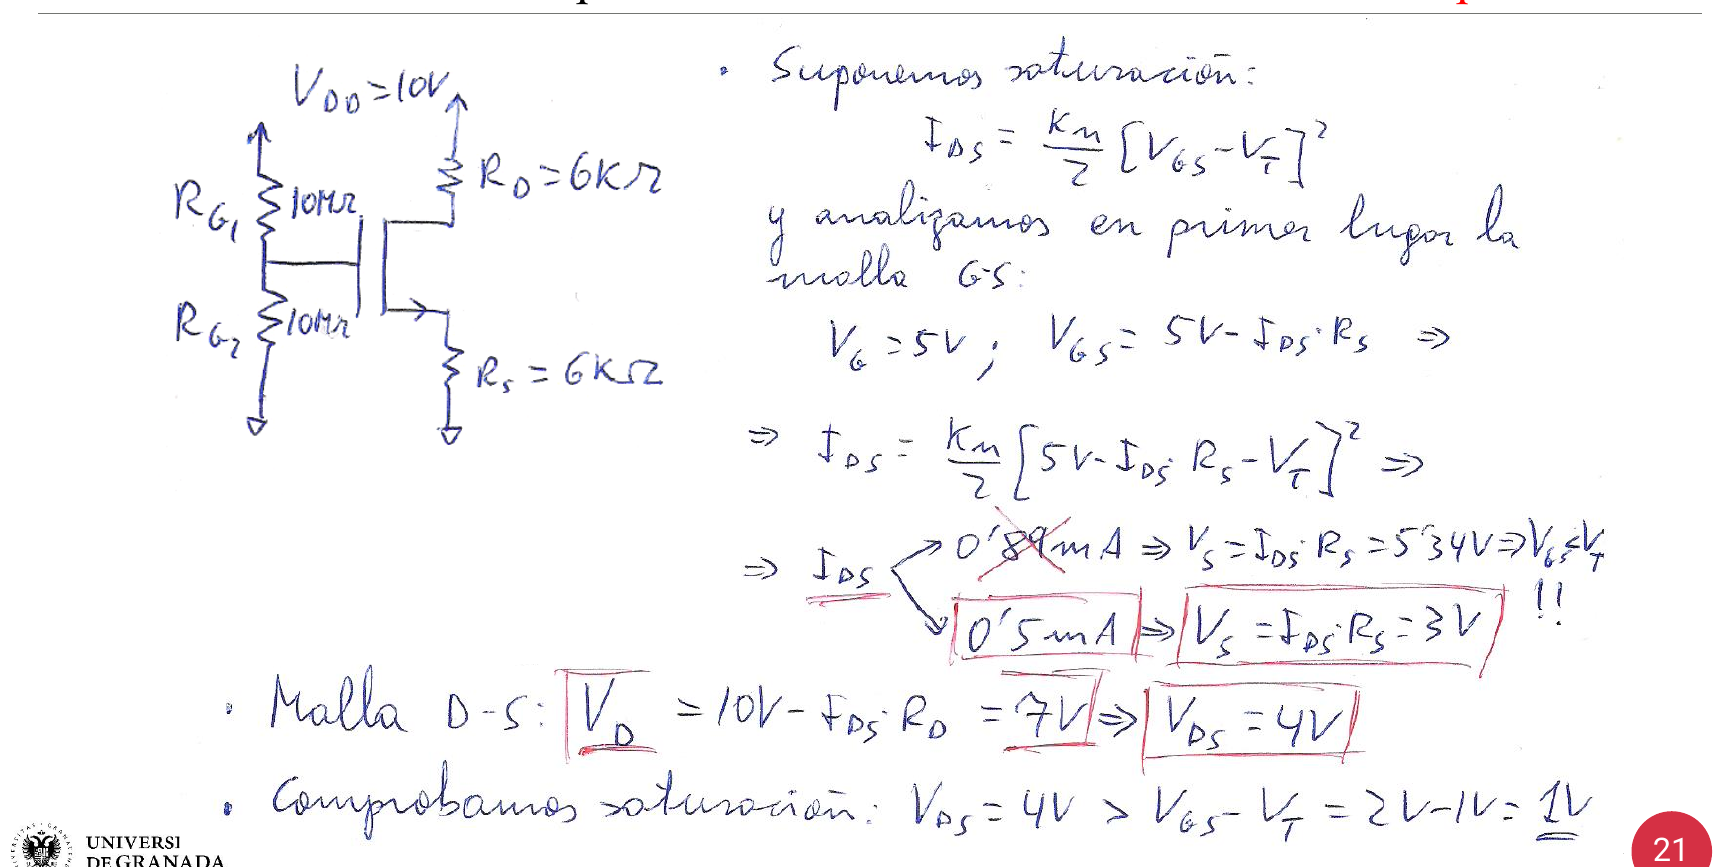 V_DD = 10V
R_D = 6KΩ
R_G1 10MΩ
R_G2 10MΩ
R_S = 6KΩ
• Suponemos saturación:
I_DS = Kn/2 [V_GS - V_T]²
y analizamos en primer lugar la
malla G-S:
V_G = 5V ; V_GS = 5V - I_DS · R_S ⇒
⇒ I_DS = Kn/2 [5V - I_DS · R_S - V_T]² ⇒
⇒ I_DS
0'89mA ⇒ V_S = I_DS · R_S = 5'34V ⇒ V_GS < V_T !!
0'5mA ⇒ V_S = I_DS · R_S = 3V
• Malla D-S: V_D = 10V - I_DS · R_D = 7V ⇒ V_DS = 4V
• Comprobamos saturación: V_DS = 4V > V_GS - V_T = 2V - 1V = 1V
UNIVERSI
DE GRANADA
21